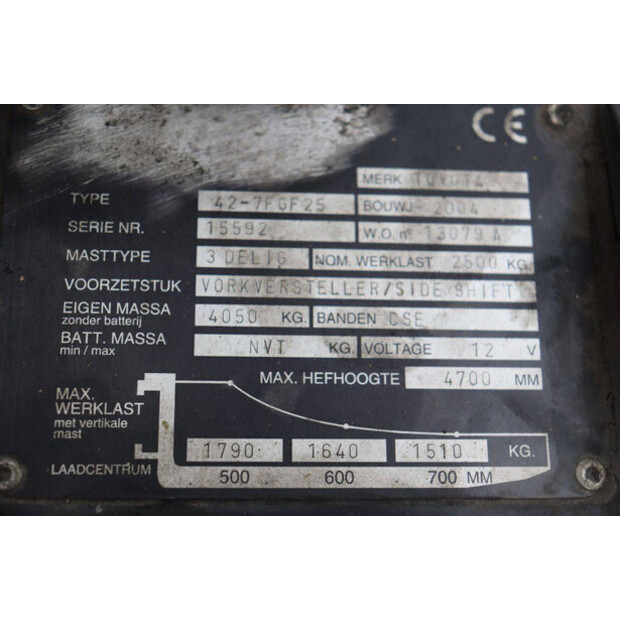 CE
MERK TOYOTA
TYPE 42-7FGF25 BOUWJ. 2004
SERIE NR. 15592 W.O. nº 13079 A
MASTTYPE 3 DELIG NOM. WERKLAST 2500 KG.
VOORZETSTUK VORKVERSTELLER/SIDE SHIFT
EIGEN MASSA 4050 KG. BANDEN CSE
zonder batterij
BATT. MASSA NVT KG. VOLTAGE 12 V
min / max
MAX. HEFHOOGTE 4700 MM
MAX.
WERKLAST
met vertikale
mast
1790 1640 1510 KG.
LAADCENTRUM 500 600 700 MM